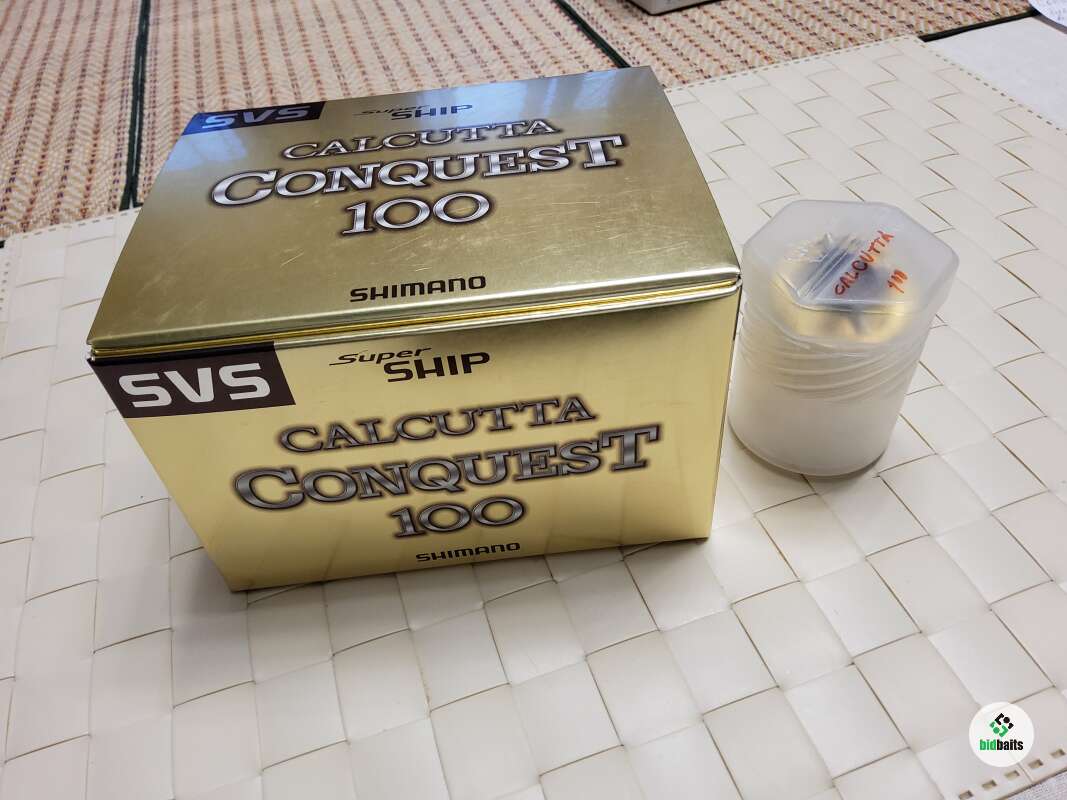 SVS
Super
SHIP
CALCUTTA
CONQUEST
100
SHIMANO
SVS
Super
SHIP
CALCUTTA
CONQUEST
100
SHIMANO
CALCUTTA
100
bidbaits